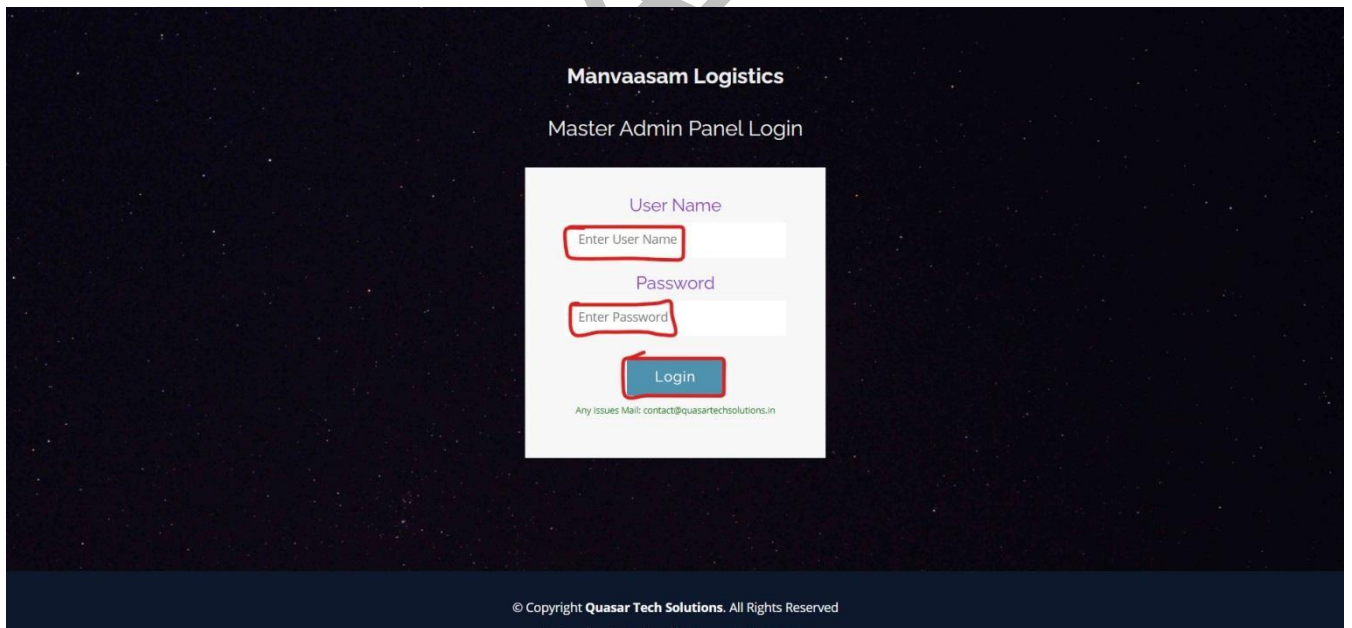 Manvaasam Logistics
Master Admin Panel Login
User Name
Enter User Name
Password
Enter Password
Login
Any Issues Mail: contact@quasartechsolutions.in
© Copyright Quasar Tech Solutions. All Rights Reserved